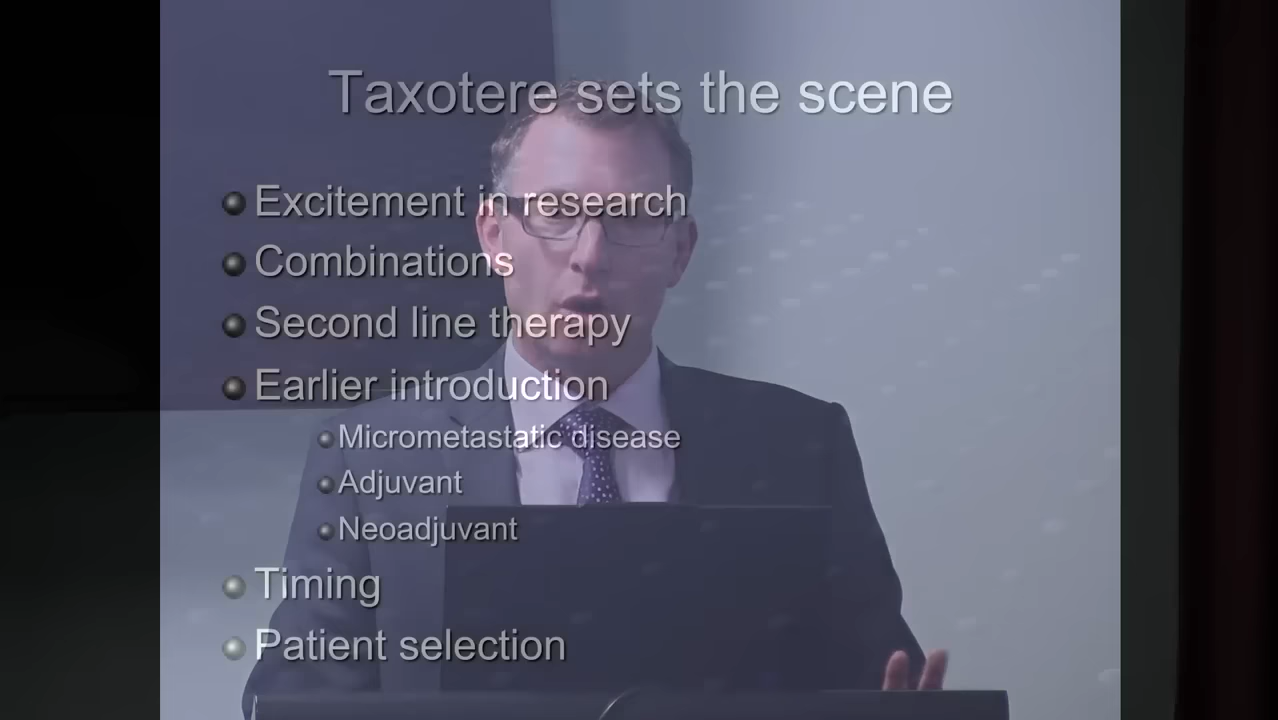 Taxotere sets the scene
Excitement in research
Combinations
Second line therapy
Earlier introduction
Micrometastatic disease
Adjuvant
Neoadjuvant
Timing
Patient selection